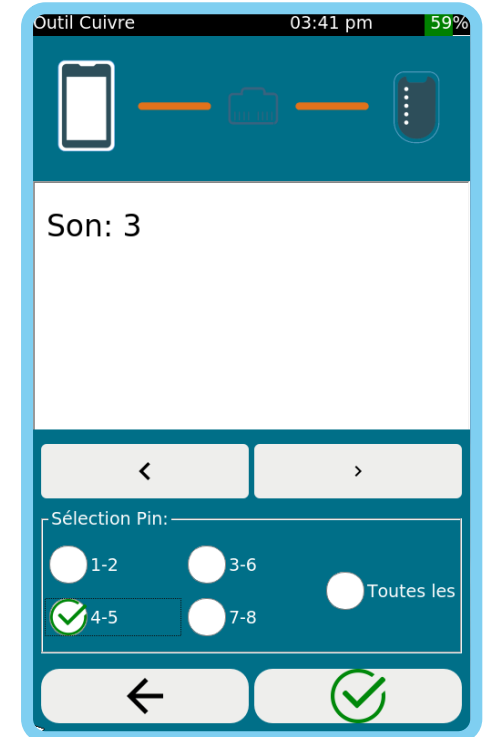 Outil Cuivre 03:41 pm 59%
Son: 3
< >
Sélection Pin:
1-2 3-6
Toutes les
4-5 7-8